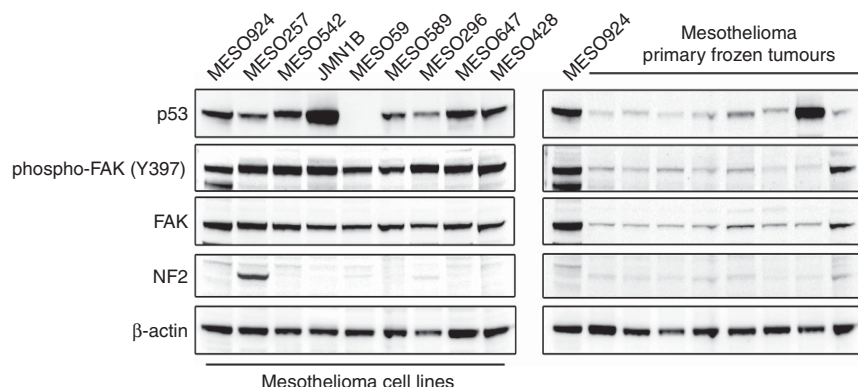 MESO924
MESO257
MESO542
JMN1B
MESO59
MESO589
MESO296
MESO647
MESO428
MESO924
Mesothelioma
primary frozen tumours
p53
phospho-FAK (Y397)
FAK
NF2
β-actin
Mesothelioma cell lines